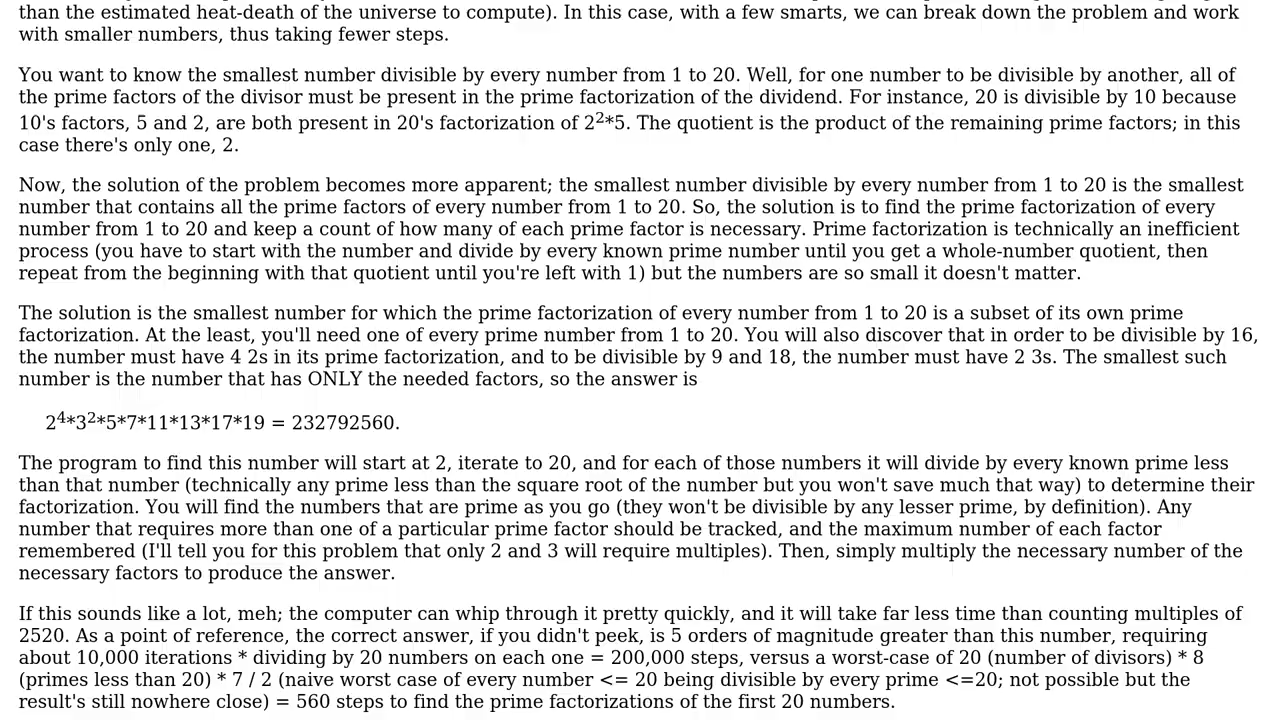 than the estimated heat-death of the universe to compute). In this case, with a few smarts, we can break down the problem and work
with smaller numbers, thus taking fewer steps.
You want to know the smallest number divisible by every number from 1 to 20. Well, for one number to be divisible by another, all of
the prime factors of the divisor must be present in the prime factorization of the dividend. For instance, 20 is divisible by 10 because
10's factors, 5 and 2, are both present in 20's factorization of 2²*5. The quotient is the product of the remaining prime factors; in this
case there's only one, 2.
Now, the solution of the problem becomes more apparent; the smallest number divisible by every number from 1 to 20 is the smallest
number that contains all the prime factors of every number from 1 to 20. So, the solution is to find the prime factorization of every
number from 1 to 20 and keep a count of how many of each prime factor is necessary. Prime factorization is technically an inefficient
process (you have to start with the number and divide by every known prime number until you get a whole-number quotient, then
repeat from the beginning with that quotient until you're left with 1) but the numbers are so small it doesn't matter.
The solution is the smallest number for which the prime factorization of every number from 1 to 20 is a subset of its own prime
factorization. At the least, you'll need one of every prime number from 1 to 20. You will also discover that in order to be divisible by 16,
the number must have 4 2s in its prime factorization, and to be divisible by 9 and 18, the number must have 2 3s. The smallest such
number is the number that has ONLY the needed factors, so the answer is
2⁴*3²*5*7*11*13*17*19 = 232792560.
The program to find this number will start at 2, iterate to 20, and for each of those numbers it will divide by every known prime less
than that number (technically any prime less than the square root of the number but you won't save much that way) to determine their
factorization. You will find the numbers that are prime as you go (they won't be divisible by any lesser prime, by definition). Any
number that requires more than one of a particular prime factor should be tracked, and the maximum number of each factor
remembered (I'll tell you for this problem that only 2 and 3 will require multiples). Then, simply multiply the necessary number of the
necessary factors to produce the answer.
If this sounds like a lot, meh; the computer can whip through it pretty quickly, and it will take far less time than counting multiples of
2520. As a point of reference, the correct answer, if you didn't peek, is 5 orders of magnitude greater than this number, requiring
about 10,000 iterations * dividing by 20 numbers on each one = 200,000 steps, versus a worst-case of 20 (number of divisors) * 8
(primes less than 20) * 7 / 2 (naive worst case of every number <= 20 being divisible by every prime <=20; not possible but the
result's still nowhere close) = 560 steps to find the prime factorizations of the first 20 numbers.